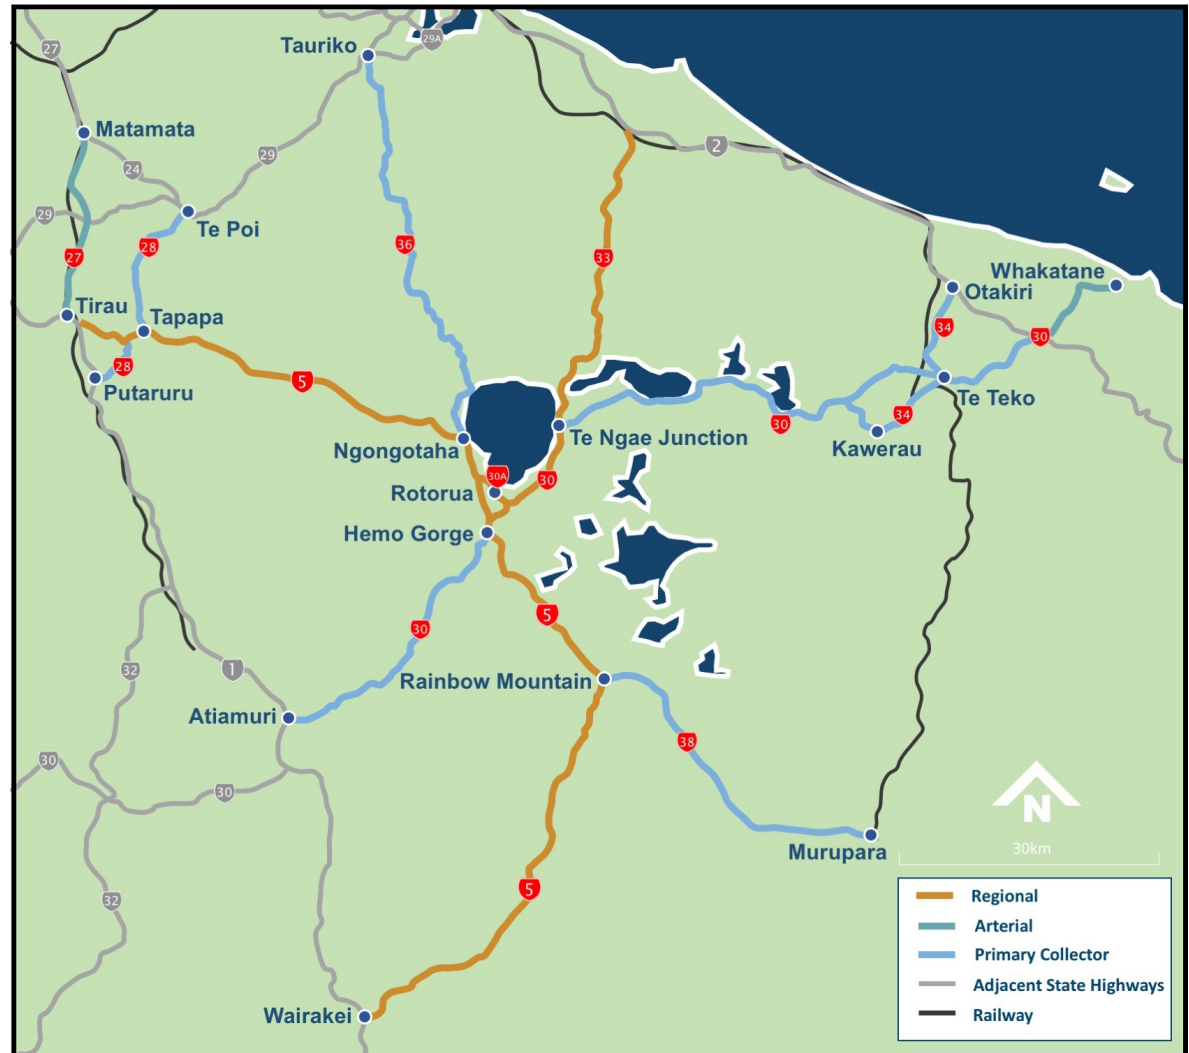 Tauriko
29A
27
Matamata
2
24
29
29
Te Poi
28
36
33
27
Whakatane
Otakiri
Tirau
Tapapa
34
30
28
5
Putaruru
Te Teko
34
30
Te Ngae Junction
Kawerau
Ngongotaha
30A
30
Rotorua
Hemo Gorge
5
30
32
1
Rainbow Mountain
Atiamuri
38
30
30
N
Murupara
30km
5
32
Regional
Arterial
Primary Collector
Adjacent State Highways
Railway
Wairakei